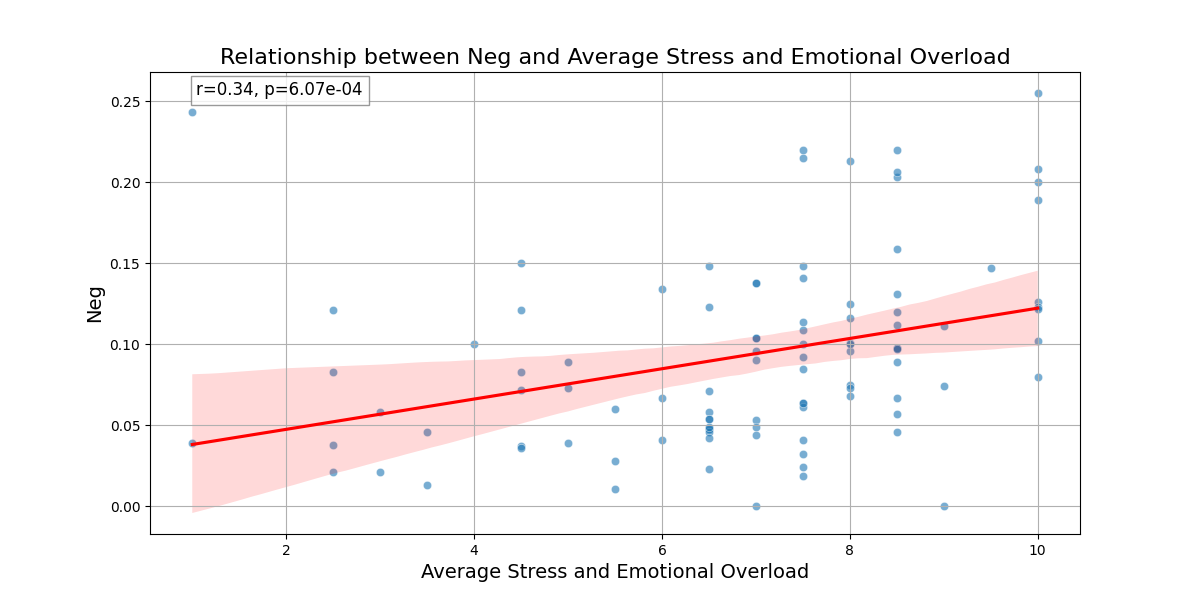 Relationship between Neg and Average Stress and Emotional Overload
r=0.34, p=6.07e-04
0.25
0.20
0.15
0.10
0.05
0.00
Neg
2 4 6 8 10
Average Stress and Emotional Overload